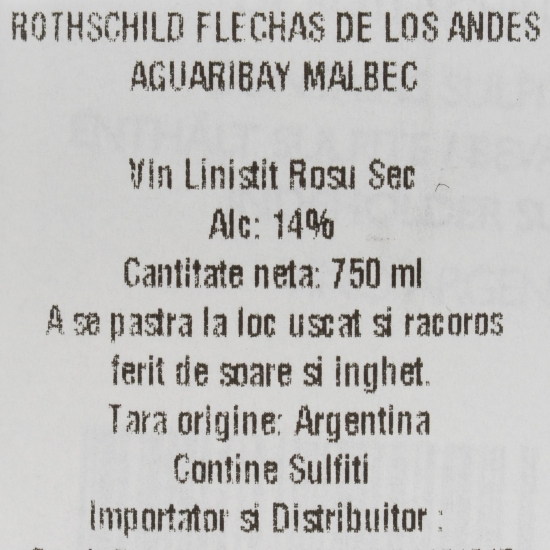 ROTHSCHILD FLECHAS DE LOS ANDES
AGUARIBAY MALBEC
Vin Linistit Rosu Sec
Alc: 14%
Cantitate neta: 750 ml
A se pastra la loc uscat si racoros
ferit de soare si inghet.
Tara origine: Argentina
Contine Sulfiti
Importator si Distribuitor :